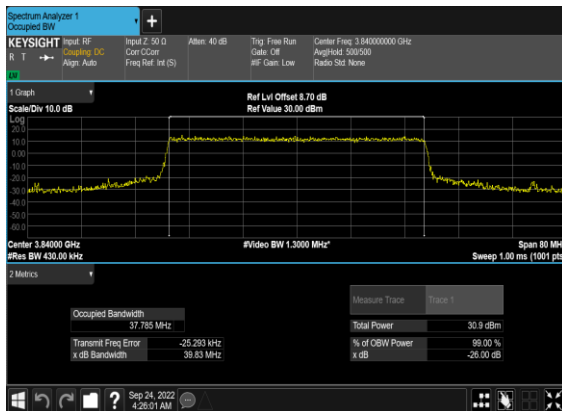 Spectrum Analyzer 1
Occupied BW
KEYSIGHT
R T
Input: RF
Coupling: DC
Align: Auto
Input Z: 50 Ω
Corr CCorr
Freq Ref: Int (S)
Atten: 40 dB
Trig: Free Run
Gate: Off
#IF Gain: Low
Center Freq: 3.840000000 GHz
Avg|Hold: 500/500
Radio Std: None
1 Graph
Scale/Div 10.0 dB
Ref Lvl Offset 8.70 dB
Ref Value 30.00 dBm
Log
20.0
10.0
0.00
-10.0
-20.0
-30.0
-40.0
-50.0
-60.0
Center 3.84000 GHz
#Res BW 430.00 kHz
#Video BW 1.3000 MHz*
Span 80 MH
Sweep 1.00 ms (1001 pts
2 Metrics
Measure Trace
Trace 1
Occupied Bandwidth
37.785 MHz
Total Power
30.9 dBm
Transmit Freq Error
-25.293 kHz
% of OBW Power
99.00 %
x dB Bandwidth
39.83 MHz
x dB
-26.00 dB
?
Sep 24, 2022
4:26:01 AM